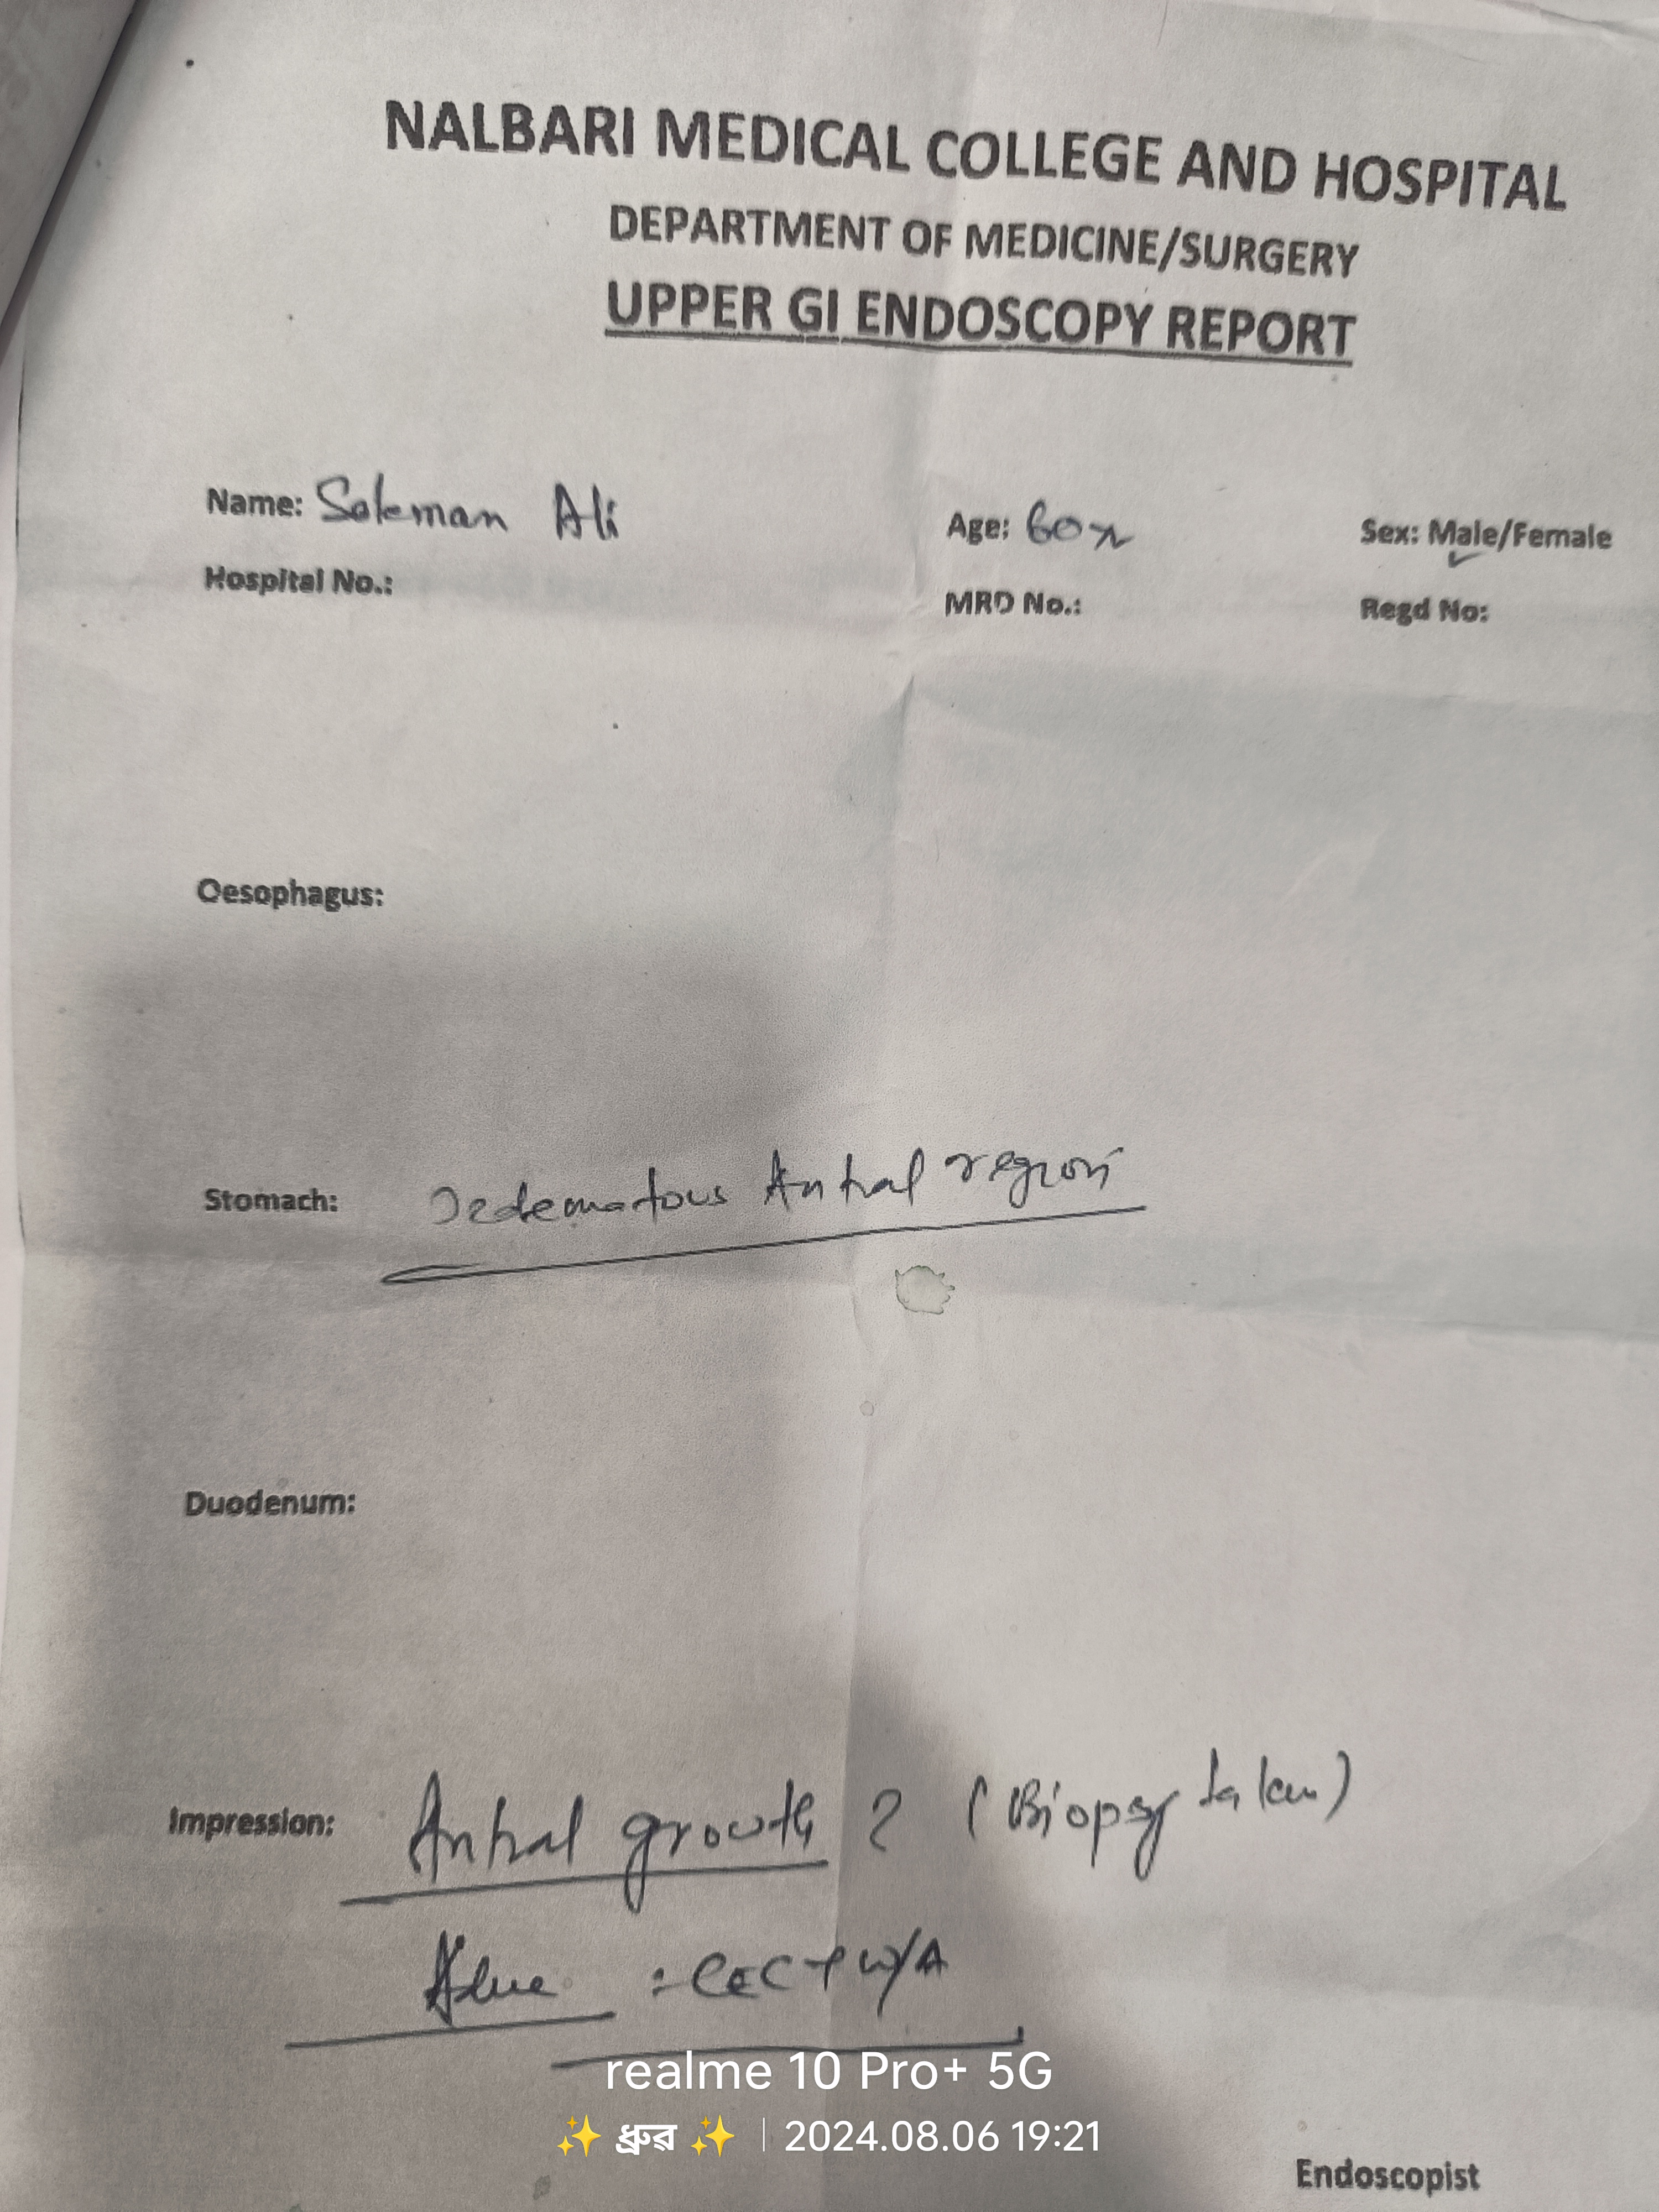 NALBARI MEDICAL COLLEGE AND HOSPITAL
DEPARTMENT OF MEDICINE/SURGERY
UPPER GI ENDOSCOPY REPORT
Name: Soleman Ali Age: 60 Sex: Male/Female
Hospital No.: MRD No.: Regd No:
Oesophagus:
Stomach: Oedematous Antral region
Duodenum:
Impression: Antral growth ? (Biopsy taken)
: CECT W/A
realme 10 Pro+ 5G
✨ ধ্ৰুৱ ✨ | 2024.08.06 19:21
Endoscopist